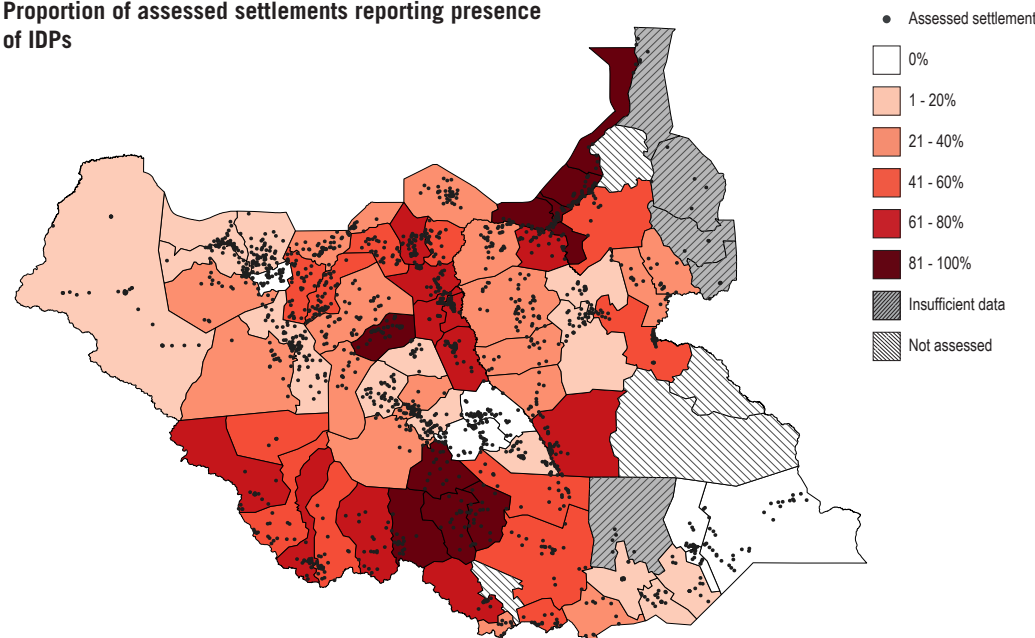 Proportion of assessed settlements reporting presence
of IDPs
Assessed settlement
0%
1 - 20%
21 - 40%
41 - 60%
61 - 80%
81 - 100%
Insufficient data
Not assessed